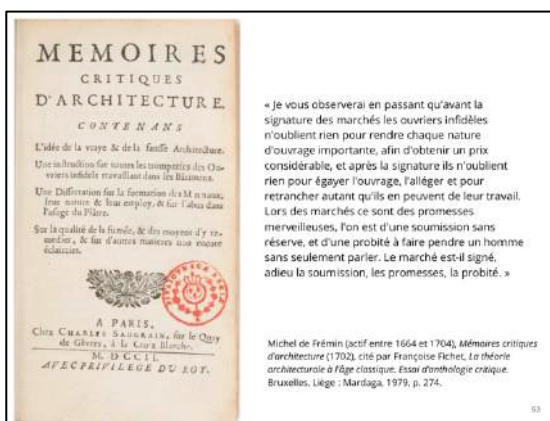 MEMOIRES
CRITIQUES
D'ARCHITECTURE.
CONTENANS
L'idée de la vraye & de la fausse Architecture.
Une instruction sur toutes les tromperies des Ou-
vriers infidels travaillant dans les Bâtimens.
Une Dissertation sur la formation des
leur nature & leur employ, & sur l'abus dans
l'usage du Plâtre.
Sur la qualité de la fumée, & des moyens d'y re-
medier, & sur d'autres matieres non encore
éclaircies.
A PARIS,
Chez CHARLES SAUGRAIN, sur le Quay
de Gêvres, à la Croix Blanche.
M. DCCII.
AVEC PRIVILEGE DU ROY.
« Je vous observerai en passant qu'avant la
signature des marchés les ouvriers infidèles
n'oublient rien pour rendre chaque nature
d'ouvrage importante, afin d'obtenir un prix
considérable, et après la signature ils n'oublient
rien pour égayer l'ouvrage, l'alléger et pour
retrancher autant qu'ils en peuvent de leur travail.
Lors des marchés ce sont des promesses
merveilleuses, l'on est d'une soumission sans
réserve, et d'une probité à faire pendre un homme
sans seulement parler. Le marché est-il signé,
adieu la soumission, les promesses, la probité. »
Michel de Frémin (actif entre 1664 et 1704), Mémoires critiques
d'architecture (1702), cité par Françoise Fichet, La théorie
architecturale à l'âge classique. Essai d'anthologie critique.
Bruxelles, Liège : Mardaga, 1979, p. 274.
63